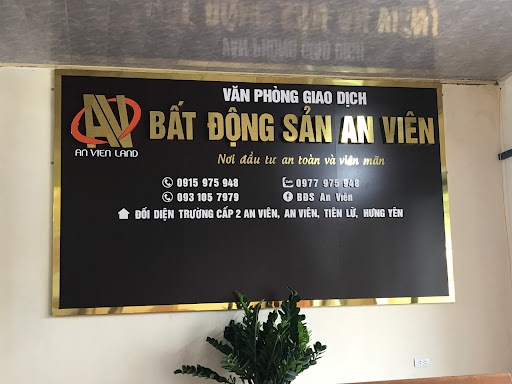 VĂN PHÒNG GIAO DỊCH
BẤT ĐỘNG SẢN AN VIÊN
AV
AN VIEN LAND
Nơi đầu tư an toàn và viên mãn
0915 975 948
Zalo 0977 975 948
093 105 7979
BĐS An Viên
ĐỐI DIỆN TRƯỜNG CẤP 2 AN VIÊN, AN VIÊN, TIÊN LỮ, HƯNG YÊN